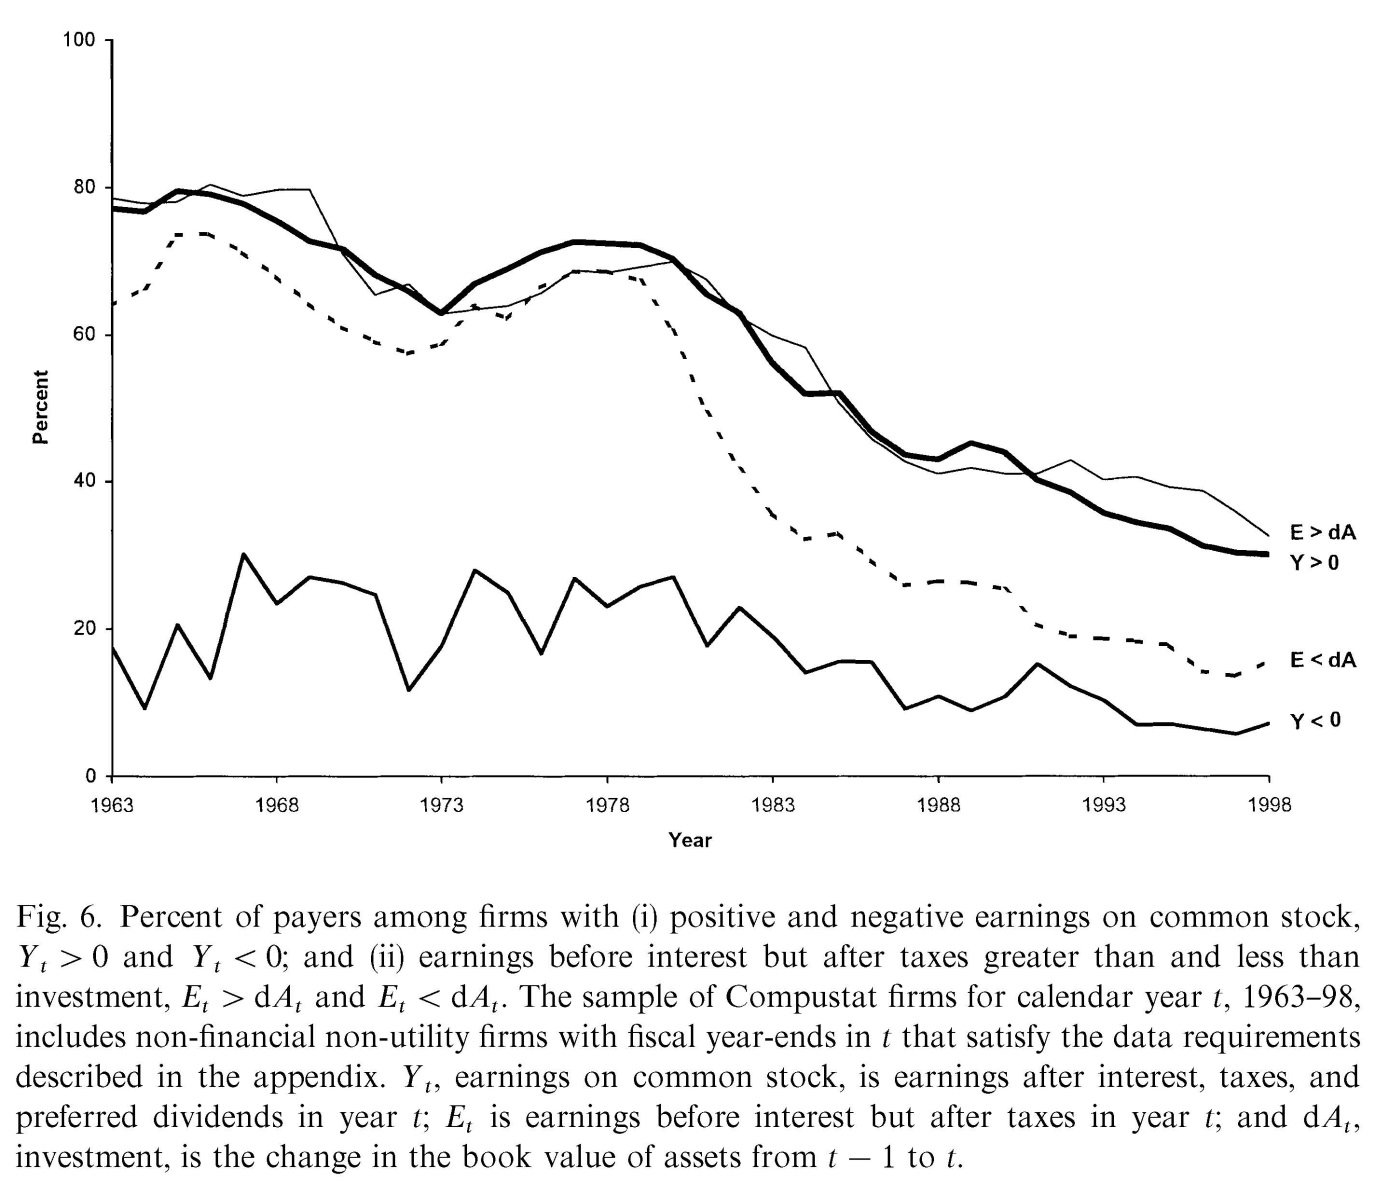 100
80
60
40
20
0
Percent
E > dA
Y > 0
E < dA
Y < 0
1963 1968 1973 1978 1983 1988 1993 1998
Year
Fig. 6. Percent of payers among firms with (i) positive and negative earnings on common stock,
Yt > 0 and Yt < 0; and (ii) earnings before interest but after taxes greater than and less than
investment, Et > dAt and Et < dAt. The sample of Compustat firms for calendar year t, 1963–98,
includes non-financial non-utility firms with fiscal year-ends in t that satisfy the data requirements
described in the appendix. Yt, earnings on common stock, is earnings after interest, taxes, and
preferred dividends in year t; Et is earnings before interest but after taxes in year t; and dAt,
investment, is the change in the book value of assets from t − 1 to t.